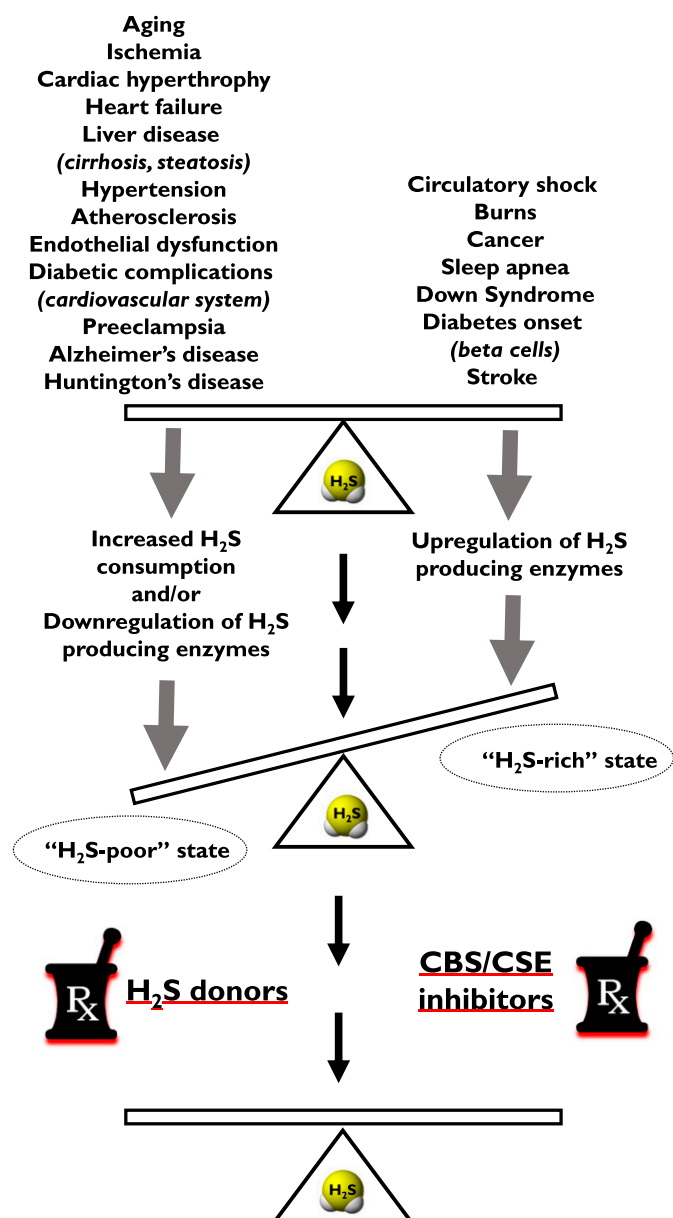 Aging
Ischemia
Cardiac hyperthrophy
Heart failure
Liver disease
(cirrhosis, steatosis)
Hypertension
Atherosclerosis
Endothelial dysfunction
Diabetic complications
(cardiovascular system)
Preeclampsia
Alzheimer’s disease
Huntington’s disease
Circulatory shock
Burns
Cancer
Sleep apnea
Down Syndrome
Diabetes onset
(beta cells)
Stroke
H₂S
Increased H₂S
consumption
and/or
Downregulation of H₂S
producing enzymes
Upregulation of H₂S
producing enzymes
“H₂S-rich” state
H₂S
“H₂S-poor” state
Rx
H₂S donors
CBS/CSE
inhibitors
Rx
H₂S